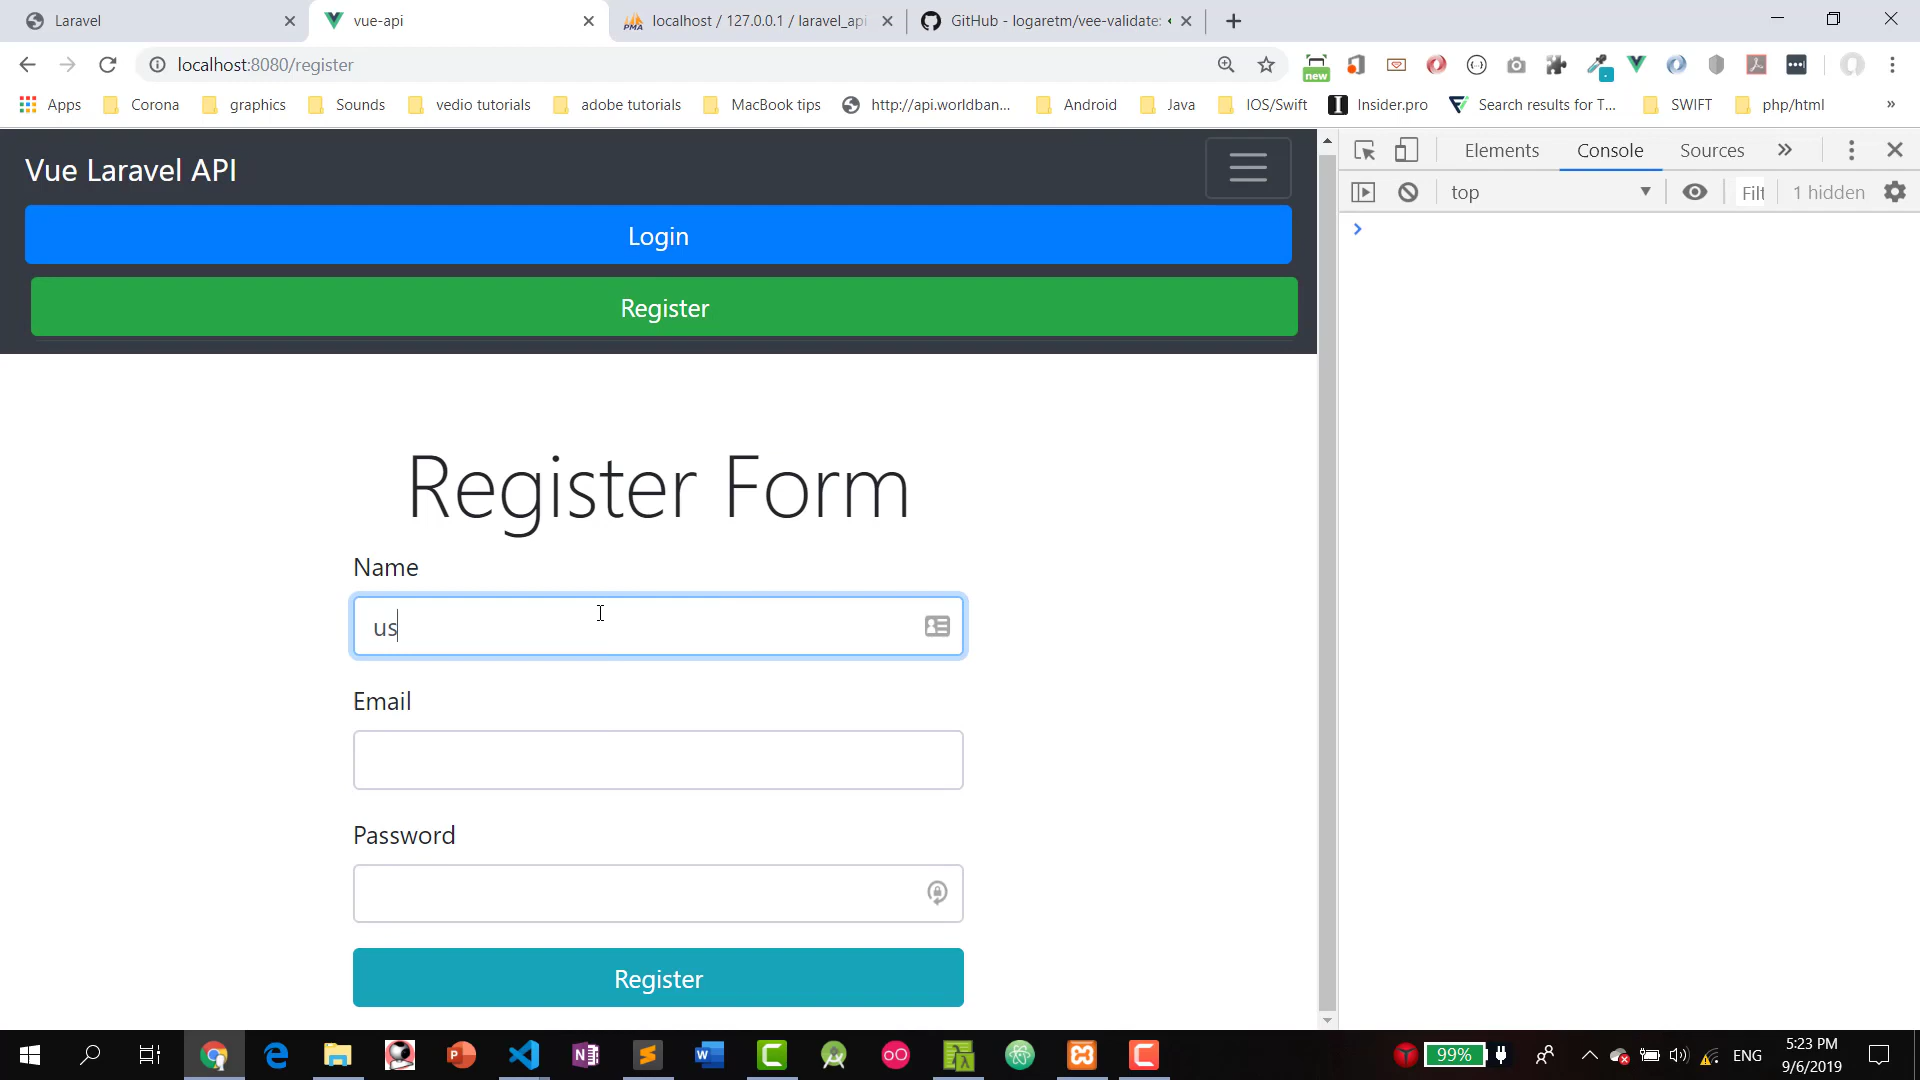 Laravel
vue-api
localhost / 127.0.0.1 / laravel_api
GitHub - logaretm/vee-validate:
localhost:8080/register
new
Apps
Corona
graphics
Sounds
vedio tutorials
adobe tutorials
MacBook tips
http://api.worldban...
Android
Java
IOS/Swift
Insider.pro
Search results for T...
SWIFT
php/html
»
Vue Laravel API
Login
Register
Elements
Console
Sources
»
top
Filt
1 hidden
Register Form
Name
us
Email
Password
Register
99%
ENG
5:23 PM
9/6/2019